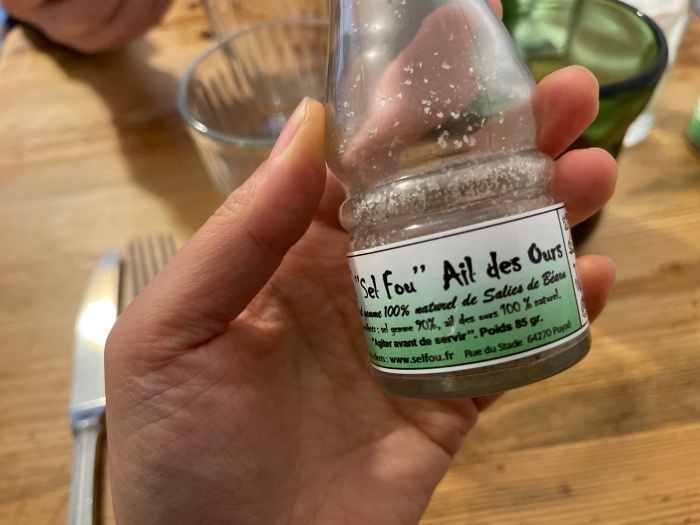 "Sel Fou" Ail des Ours
gemme 100% naturel de Salies de Béarn
: sel gemme 90%, ail des ours 100 % naturel.
"Agiter avant de servir". Poids 85 gr.
: www.selfou.fr Rue du Stade 64270 Puyoô